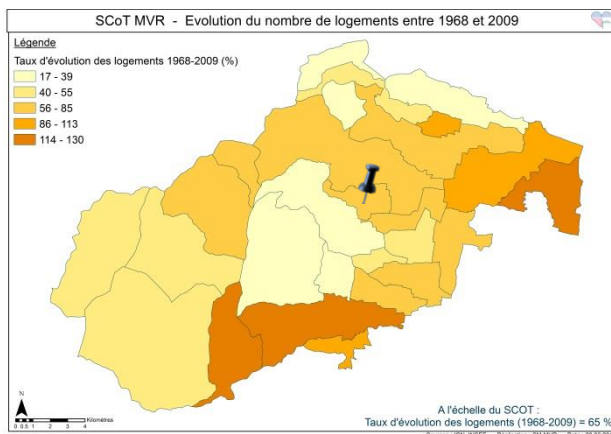 SCoT MVR - Evolution du nombre de logements entre 1968 et 2009
Légende
Taux d'évolution des logements 1968-2009 (%)
17 - 39
40 - 55
56 - 85
86 - 113
114 - 130
N
0 0.5 1 2 3 4
Kilomètres
A l'échelle du SCOT :
Taux d'évolution des logements (1968-2009) = 65 %